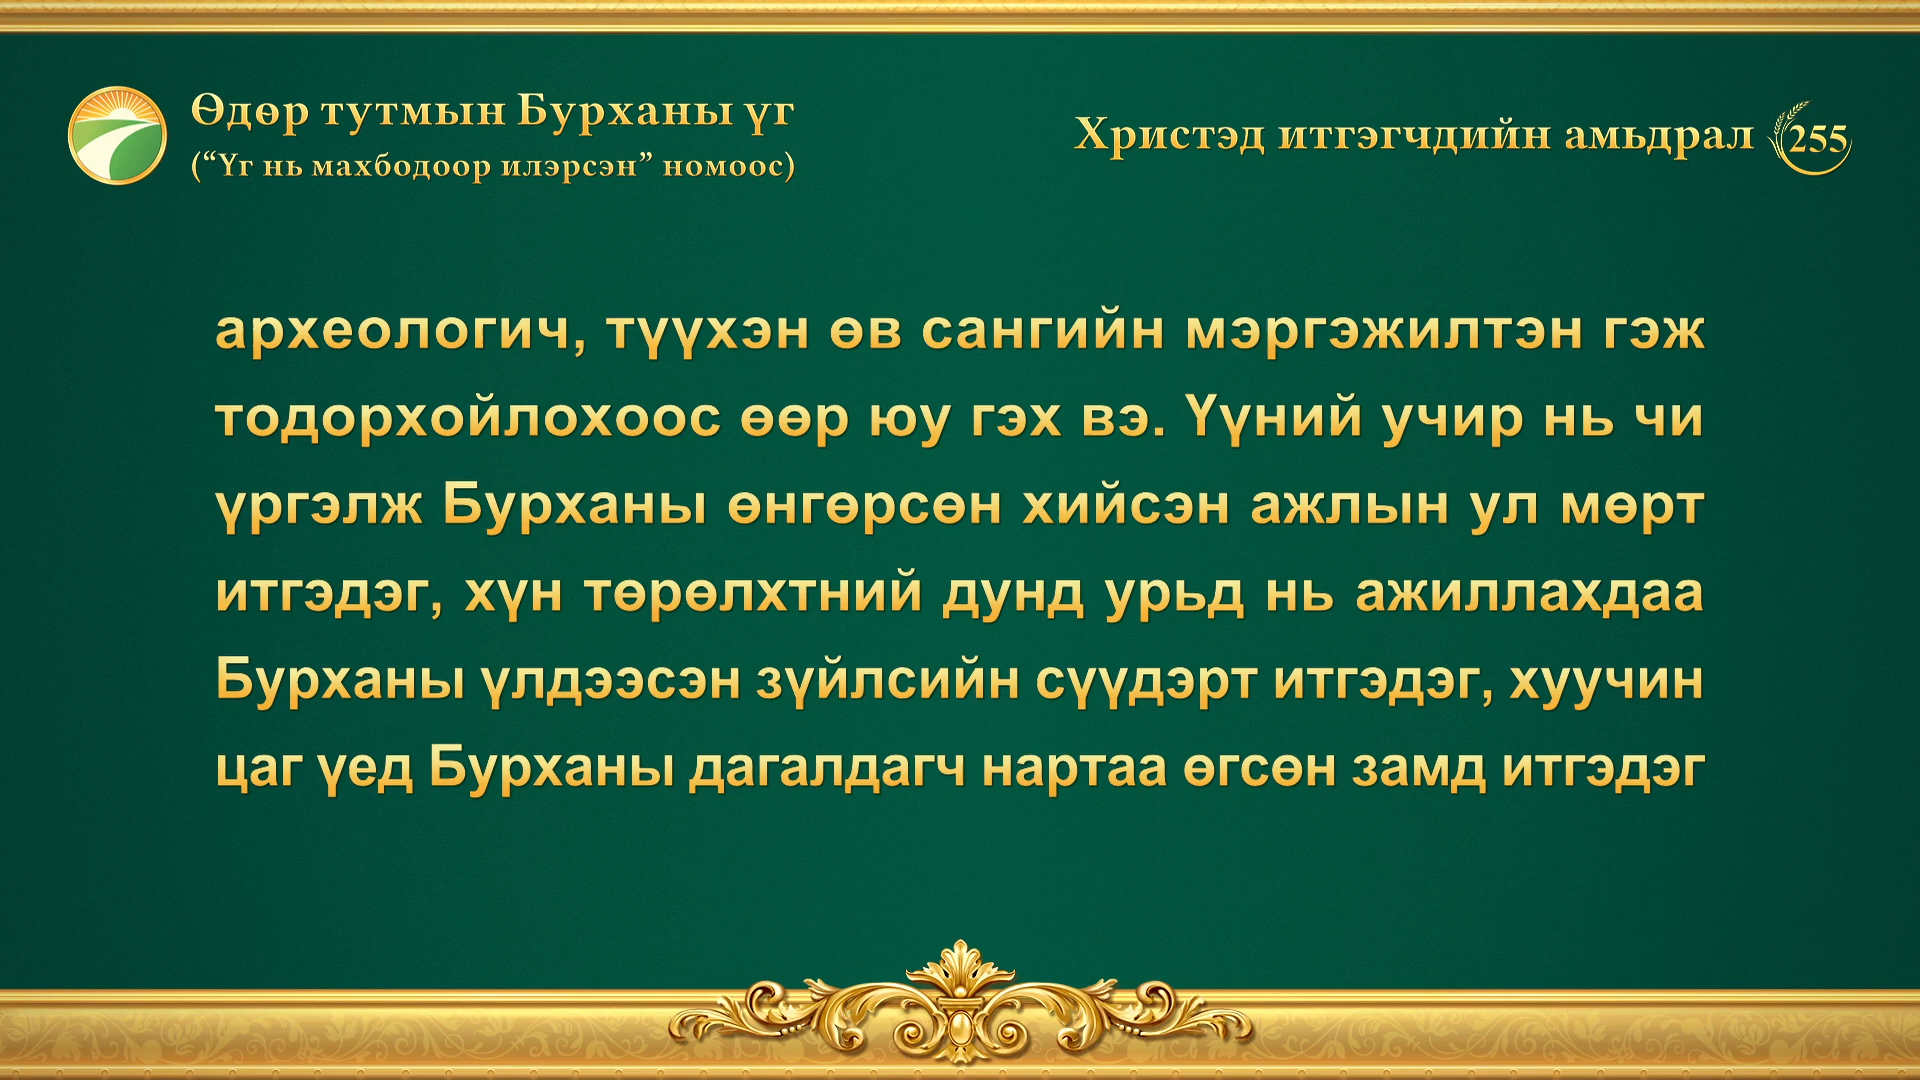 Өдөр тутмын Бурханы үг
(“Үг нь махбодоор илэрсэн” номоос)
Христэд итгэгчдийн амьдрал 255
археологич, түүхэн өв сангийн мэргэжилтэн гэж
тодорхойлохоос өөр юу гэх вэ. Үүний учир нь чи
үргэлж Бурханы өнгөрсөн хийсэн ажлын ул мөрт
итгэдэг, хүн төрөлхтний дунд урьд нь ажиллахдаа
Бурханы үлдээсэн зүйлсийн сүүдэрт итгэдэг, хуучин
цаг үед Бурханы дагалдагч нартаа өгсөн замд итгэдэг